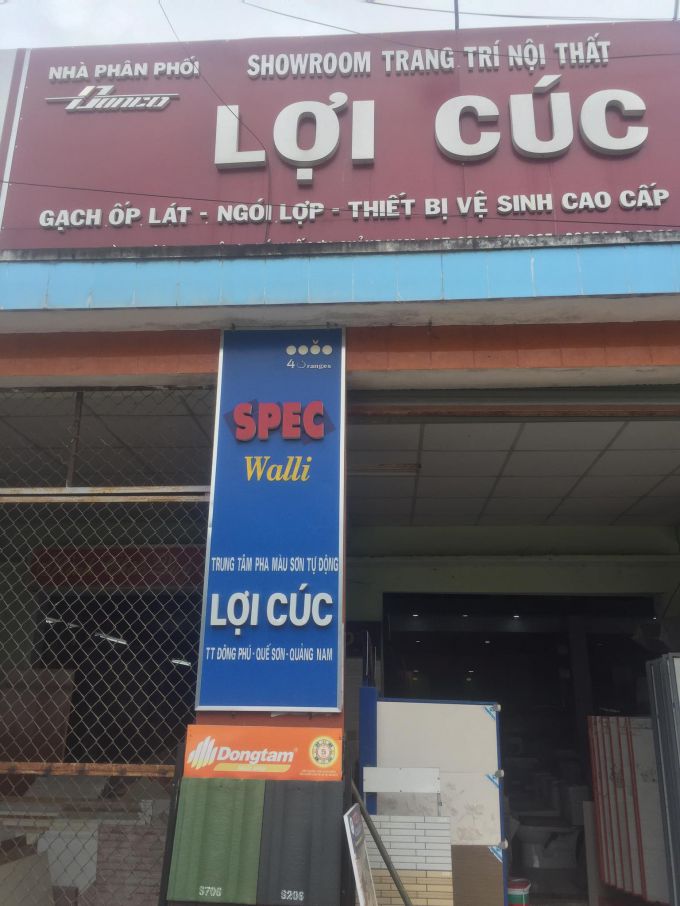 NHÀ PHÂN PHỐI
SHOWROOM TRANG TRÍ NỘI THẤT
LỢI CÚC
GẠCH ỐP LÁT - NGÓI LỢP - THIẾT BỊ VỆ SINH CAO CẤP
4 Oranges
SPEC
Walli
TRUNG TÂM PHA MÀU SƠN TỰ ĐỘNG
LỢI CÚC
TT ĐÔNG PHÚ - QUẾ SƠN - QUẢNG NAM
Dongtam
S706 S206